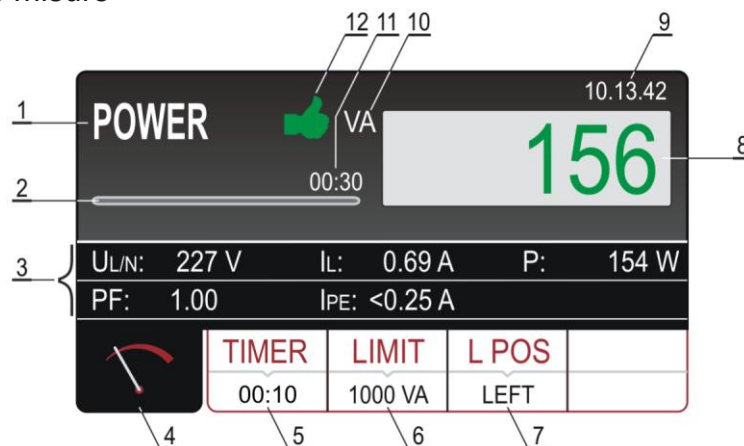 misure
12 11 10
9
10.13.42
1
POWER
VA
156
8
2
00:30
3
UL/N: 227 V IL: 0.69 A P: 154 W
PF: 1.00 IPE: <0.25 A
TIMER LIMIT L POS
00:10 1000 VA LEFT
4 5 6 7